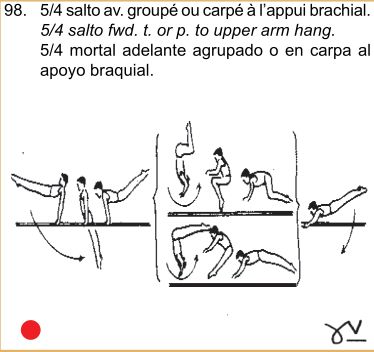 98. 5/4 salto av. groupé ou carpé à l'appui brachial.
5/4 salto fwd. t. or p. to upper arm hang.
5/4 mortal adelante agrupado o en carpa al
apoyo braquial.